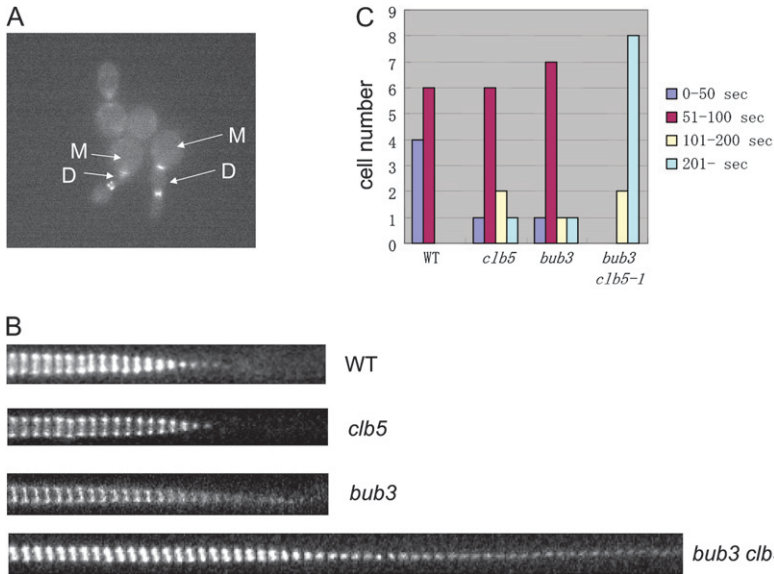 A
M
M
D
D
C
cell number
9
8
7
6
5
4
3
2
1
0
WT
clb5
bub3
bub3
clb5-1
0-50 sec
51-100 sec
101-200 sec
201- sec
B
WT
clb5
bub3
bub3 clb